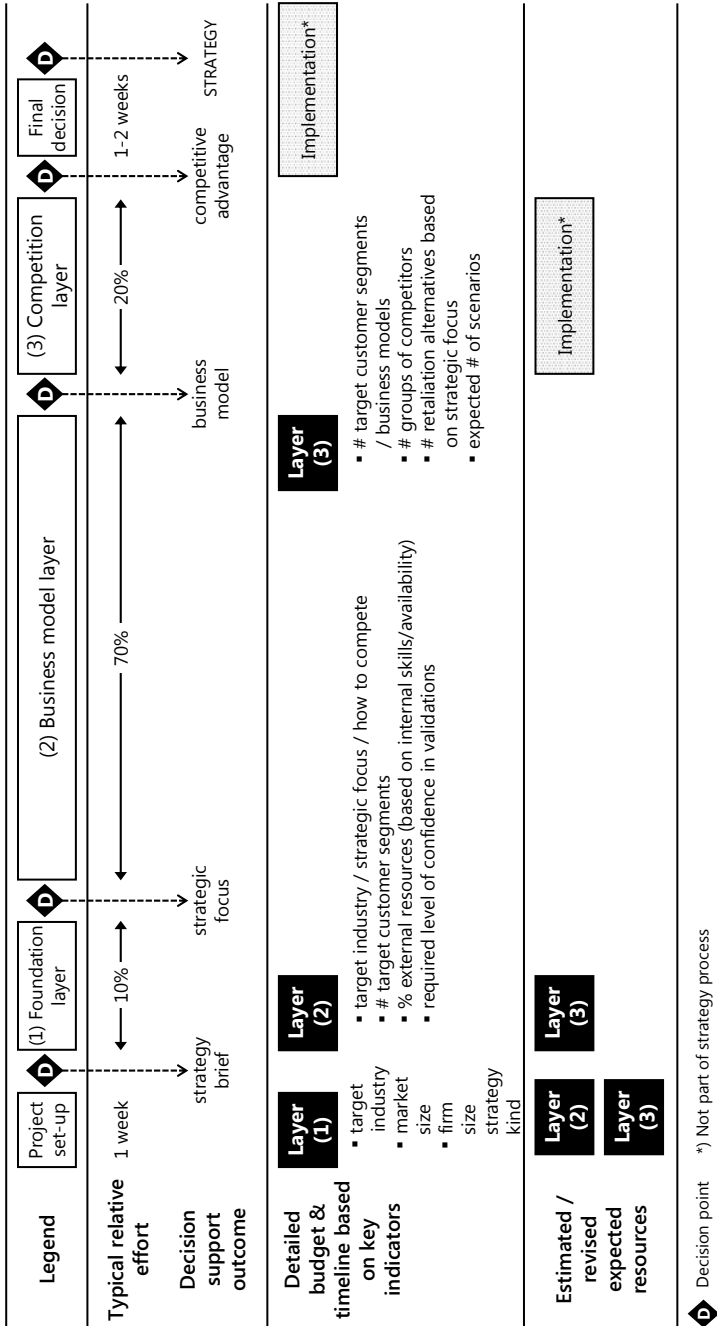 Legend
Project
set-up
D
(1) Foundation
layer
D
(2) Business model layer
D
(3) Competition
layer
D
Final
decision
D
Typical relative
effort
1 week
10%
70%
20%
1-2 weeks
Decision
support
outcome
strategy
brief
strategic
focus
business
model
competitive
advantage
STRATEGY
Detailed
budget &
timeline based
on key
indicators
Layer
(1)
▪ target
industry
▪ market
size
▪ firm
size
strategy
kind
Layer
(2)
▪ target industry / strategic focus / how to compete
▪ # target customer segments
▪ % external resources (based on internal skills/availability)
▪ required level of confidence in validations
Layer
(3)
▪ # target customer segments
/ business models
▪ # groups of competitors
▪ # retaliation alternatives based
on strategic focus
▪ expected # of scenarios
Implementation*
Estimated /
revised
expected
resources
Layer
(2)
Layer
(3)
Layer
(3)
Implementation*
D Decision point *) Not part of strategy process